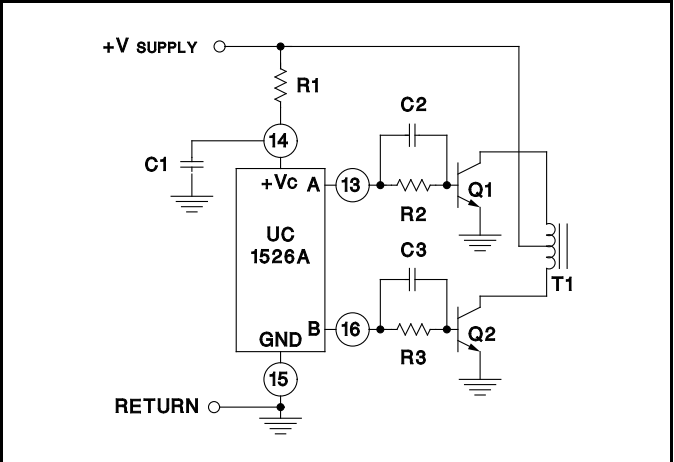 +V SUPPLY
R1
C2
14
C1
+Vc A 13
Q1
R2
UC
1526A
C3
T1
B 16
Q2
GND
R3
15
RETURN